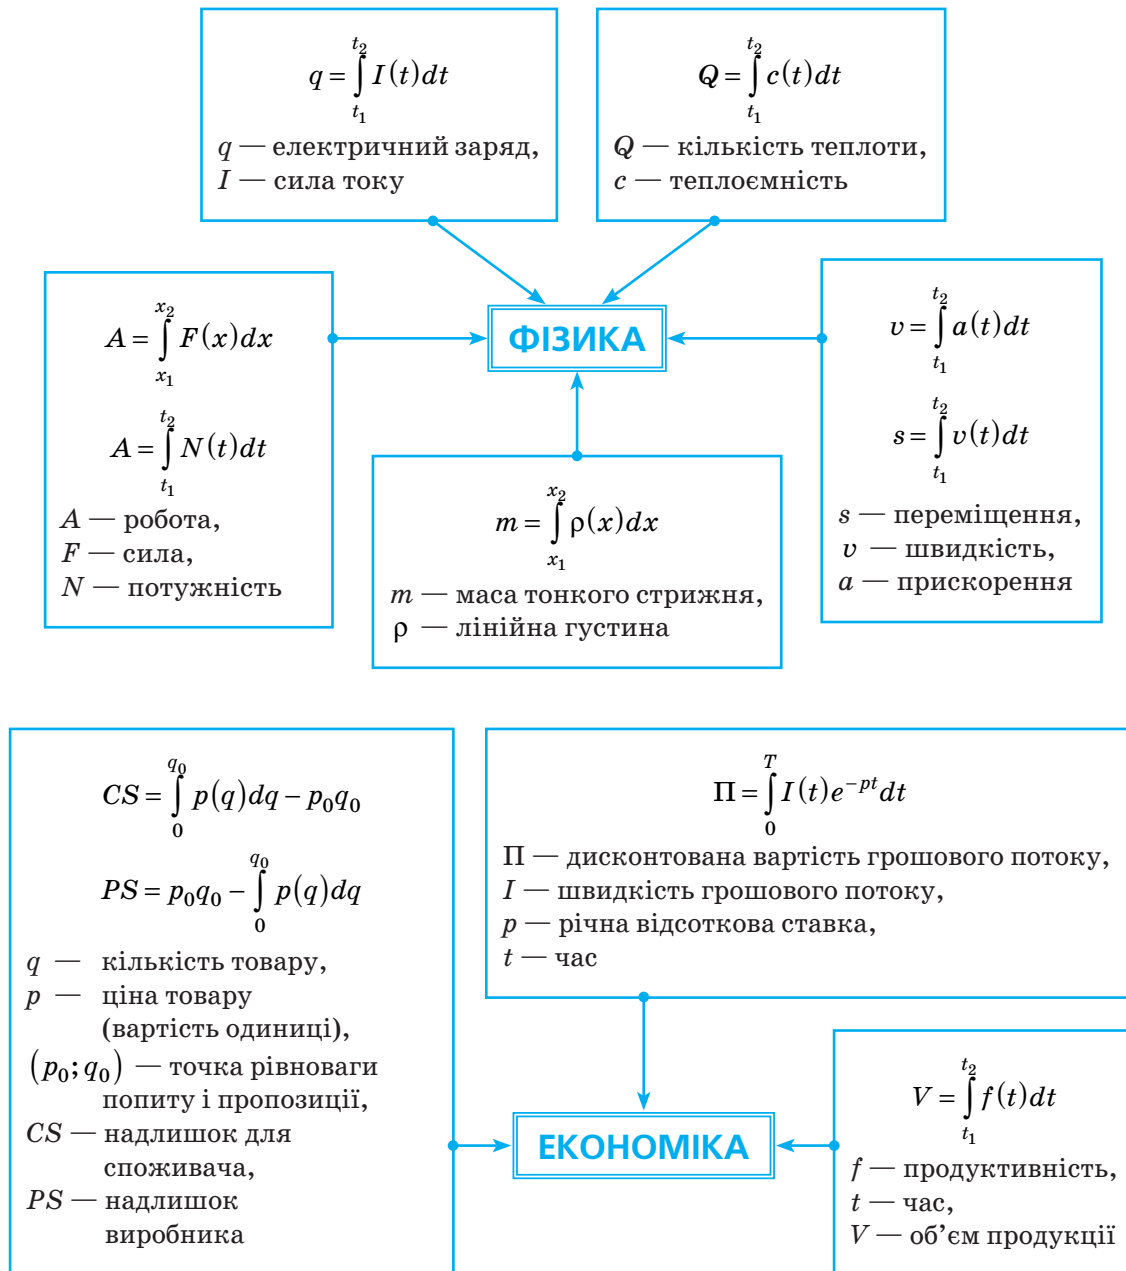 q = ∫_{t₁}^{t₂} I(t)dt
q — електричний заряд,
I — сила току
Q = ∫_{t₁}^{t₂} c(t)dt
Q — кількість теплоти,
c — теплоємність
A = ∫_{x₁}^{x₂} F(x)dx
A = ∫_{t₁}^{t₂} N(t)dt
A — робота,
F — сила,
N — потужність
ФІЗИКА
v = ∫_{t₁}^{t₂} a(t)dt
s = ∫_{t₁}^{t₂} v(t)dt
s — переміщення,
v — швидкість,
a — прискорення
m = ∫_{x₁}^{x₂} ρ(x)dx
m — маса тонкого стрижня,
ρ — лінійна густина
CS = ∫_{0}^{q₀} p(q)dq – p₀q₀
PS = p₀q₀ – ∫_{0}^{q₀} p(q)dq
q — кількість товару,
p — ціна товару
(вартість одиниці),
(p₀; q₀) — точка рівноваги
попиту і пропозиції,
CS — надлишок для
споживача,
PS — надлишок
виробника
П = ∫_{0}^{T} I(t)e^{–pt}dt
П — дисконтована вартість грошового потоку,
I — швидкість грошового потоку,
p — річна відсоткова ставка,
t — час
ЕКОНОМІКА
V = ∫_{t₁}^{t₂} f(t)dt
f — продуктивність,
t — час,
V — об’єм продукції